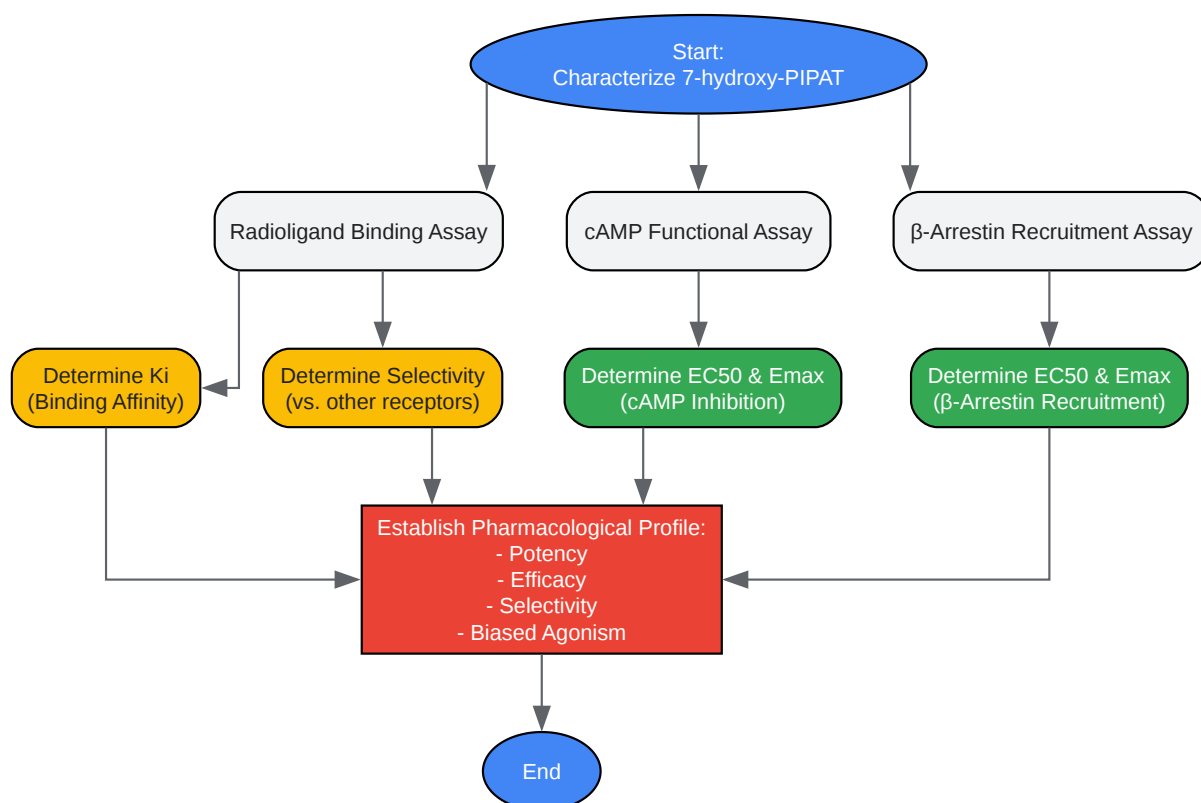 Start:
Characterize 7-hydroxy-PIPAT
Radioligand Binding Assay
cAMP Functional Assay
β-Arrestin Recruitment Assay
Determine Ki
(Binding Affinity)
Determine Selectivity
(vs. other receptors)
Determine EC50 & Emax
(cAMP Inhibition)
Determine EC50 & Emax
(β-Arrestin Recruitment)
Establish Pharmacological Profile:
- Potency
- Efficacy
- Selectivity
- Biased Agonism
End